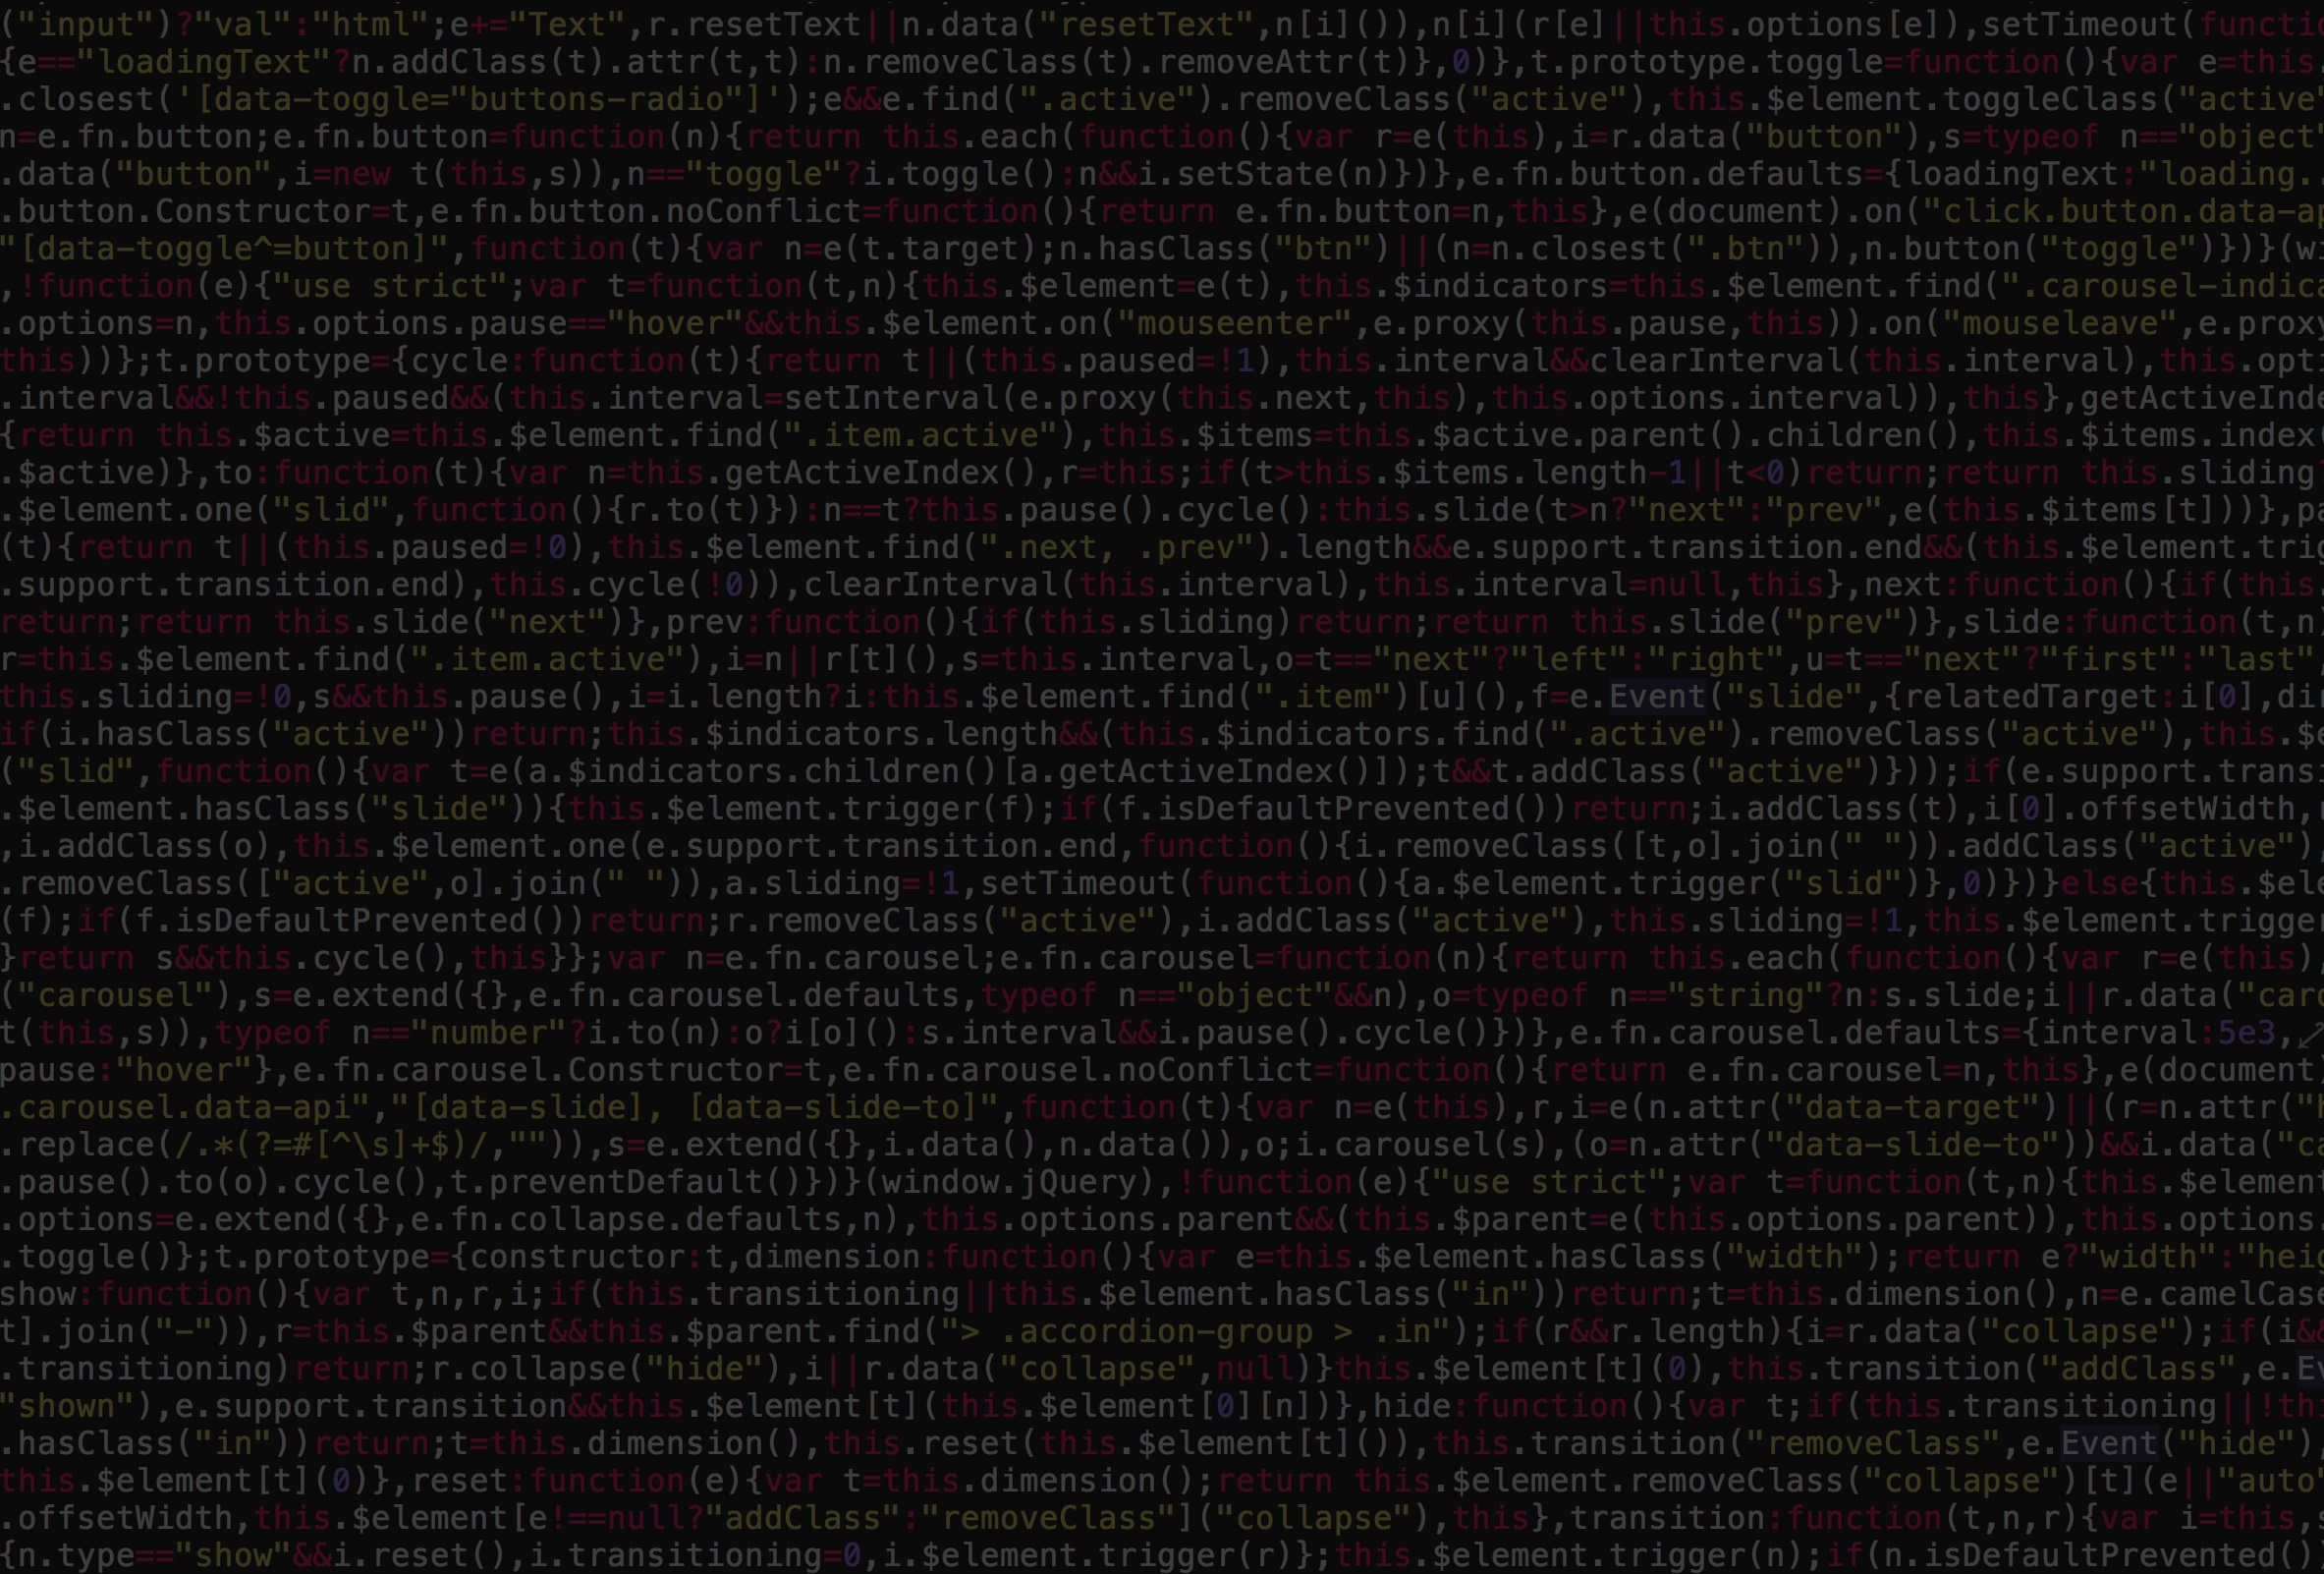 ("input")?"val":"html";e+="Text",r.resetText||n.data("resetText",n[i]()),n[i](r[e]||this.options[e]),setTimeout(functi
{e=="loadingText"?n.addClass(t).attr(t,t):n.removeClass(t).removeAttr(t)},0)},t.prototype.toggle=function(){var e=this.
.closest('[data-toggle="buttons-radio"]');e&&e.find(".active").removeClass("active"),this.$element.toggleClass("active"
n=e.fn.button;e.fn.button=function(n){return this.each(function(){var r=e(this),i=r.data("button"),s=typeof n=="object
.data("button",i=new t(this,s)),n=="toggle"?i.toggle():n&&i.setState(n)})},e.fn.button.defaults={loadingText:"loading..
.button.Constructor=t,e.fn.button.noConflict=function(){return e.fn.button=n,this},e(document).on("click.button.data-a
"[data-toggle^=button]",function(t){var n=e(t.target);n.hasClass("btn")||(n=n.closest(".btn")),n.button("toggle")})}(w
,!function(e){"use strict";var t=function(t,n){this.$element=e(t),this.$indicators=this.$element.find(".carousel-indic
.options=n,this.options.pause=="hover"&&this.$element.on("mouseenter",e.proxy(this.pause,this)).on("mouseleave",e.prox
this))};t.prototype={cycle:function(t){return t||(this.paused=!1),this.interval&&clearInterval(this.interval),this.opt
.interval&&!this.paused&&(this.interval=setInterval(e.proxy(this.next,this),this.options.interval)),this},getActiveInd
{return this.$active=this.$element.find(".item.active"),this.$items=this.$active.parent().children(),this.$items.index(
.$active)},to:function(t){var n=this.getActiveIndex(),r=this;if(t>this.$items.length-1||t<0)return;return this.sliding?
.$element.one("slid",function(){r.to(t)}):n==t?this.pause().cycle():this.slide(t>n?"next":"prev",e(this.$items[t]))},p
(t){return t||(this.paused=!0),this.$element.find(".next, .prev").length&&e.support.transition.end&&(this.$element.tri
.support.transition.end),this.cycle(!0)),clearInterval(this.interval),this.interval=null,this},next:function(){if(this.
return;return this.slide("next")},prev:function(){if(this.sliding)return;return this.slide("prev")},slide:function(t,n
r=this.$element.find(".item.active"),i=n||r[t](),s=this.interval,o=t=="next"?"left":"right",u=t=="next"?"first":"last",
this.sliding=!0,s&&this.pause(),i=i.length?i:this.$element.find(".item")[u](),f=e.Event("slide",{relatedTarget:i[0],di
if(i.hasClass("active"))return;this.$indicators.length&&(this.$indicators.find(".active").removeClass("active"),this.$
("slid",function(){var t=e(a.$indicators.children()[a.getActiveIndex()]);t&&t.addClass("active")}));if(e.support.trans
.$element.hasClass("slide")){this.$element.trigger(f);if(f.isDefaultPrevented())return;i.addClass(t),i[0].offsetWidth,
,i.addClass(o),this.$element.one(e.support.transition.end,function(){i.removeClass([t,o].join(" ")).addClass("active"),
.removeClass(["active",o].join(" ")),a.sliding=!1,setTimeout(function(){a.$element.trigger("slid")},0)})}else{this.$ele
(f);if(f.isDefaultPrevented())return;r.removeClass("active"),i.addClass("active"),this.sliding=!1,this.$element.trigge
}return s&&this.cycle(),this}};var n=e.fn.carousel;e.fn.carousel=function(n){return this.each(function(){var r=e(this),
("carousel"),s=e.extend({},e.fn.carousel.defaults,typeof n=="object"&&n),o=typeof n=="string"?n:s.slide;i||r.data("car
t(this,s)),typeof n=="number"?i.to(n):o?i[o]():s.interval&&i.pause().cycle()})},e.fn.carousel.defaults={interval:5e3,
pause:"hover"},e.fn.carousel.Constructor=t,e.fn.carousel.noConflict=function(){return e.fn.carousel=n,this},e(document
.carousel.data-api","[data-slide], [data-slide-to]",function(t){var n=e(this),r,i=e(n.attr("data-target")||(r=n.attr("h
.replace(/.*(?=#[^\s]+$)/,"")),s=e.extend({},i.data(),n.data()),o;i.carousel(s),(o=n.attr("data-slide-to"))&&i.data("ca
.pause().to(o).cycle(),t.preventDefault()})}(window.jQuery),!function(e){"use strict";var t=function(t,n){this.$element
.options=e.extend({},e.fn.collapse.defaults,n),this.options.parent&&(this.$parent=e(this.options.parent)),this.options.
.toggle()};t.prototype={constructor:t,dimension:function(){var e=this.$element.hasClass("width");return e?"width":"hei
show:function(){var t,n,r,i;if(this.transitioning||this.$element.hasClass("in"))return;t=this.dimension(),n=e.camelCase
t].join("-")),r=this.$parent&&this.$parent.find("> .accordion-group > .in");if(r&&r.length){i=r.data("collapse");if(i&&
.transitioning)return;r.collapse("hide"),i||r.data("collapse",null)}this.$element[t](0),this.transition("addClass",e.Ev
"shown"),e.support.transition&&this.$element[t](this.$element[0][n])},hide:function(){var t;if(this.transitioning||!thi
.hasClass("in"))return;t=this.dimension(),this.reset(this.$element[t]()),this.transition("removeClass",e.Event("hide")
this.$element[t](0)},reset:function(e){var t=this.dimension();return this.$element.removeClass("collapse")[t](e||"auto
.offsetWidth,this.$element[e!==null?"addClass":"removeClass"]("collapse"),this},transition:function(t,n,r){var i=this,
{n.type=="show"&&i.reset(),i.transitioning=0,i.$element.trigger(r)};this.$element.trigger(n);if(n.isDefaultPrevented()